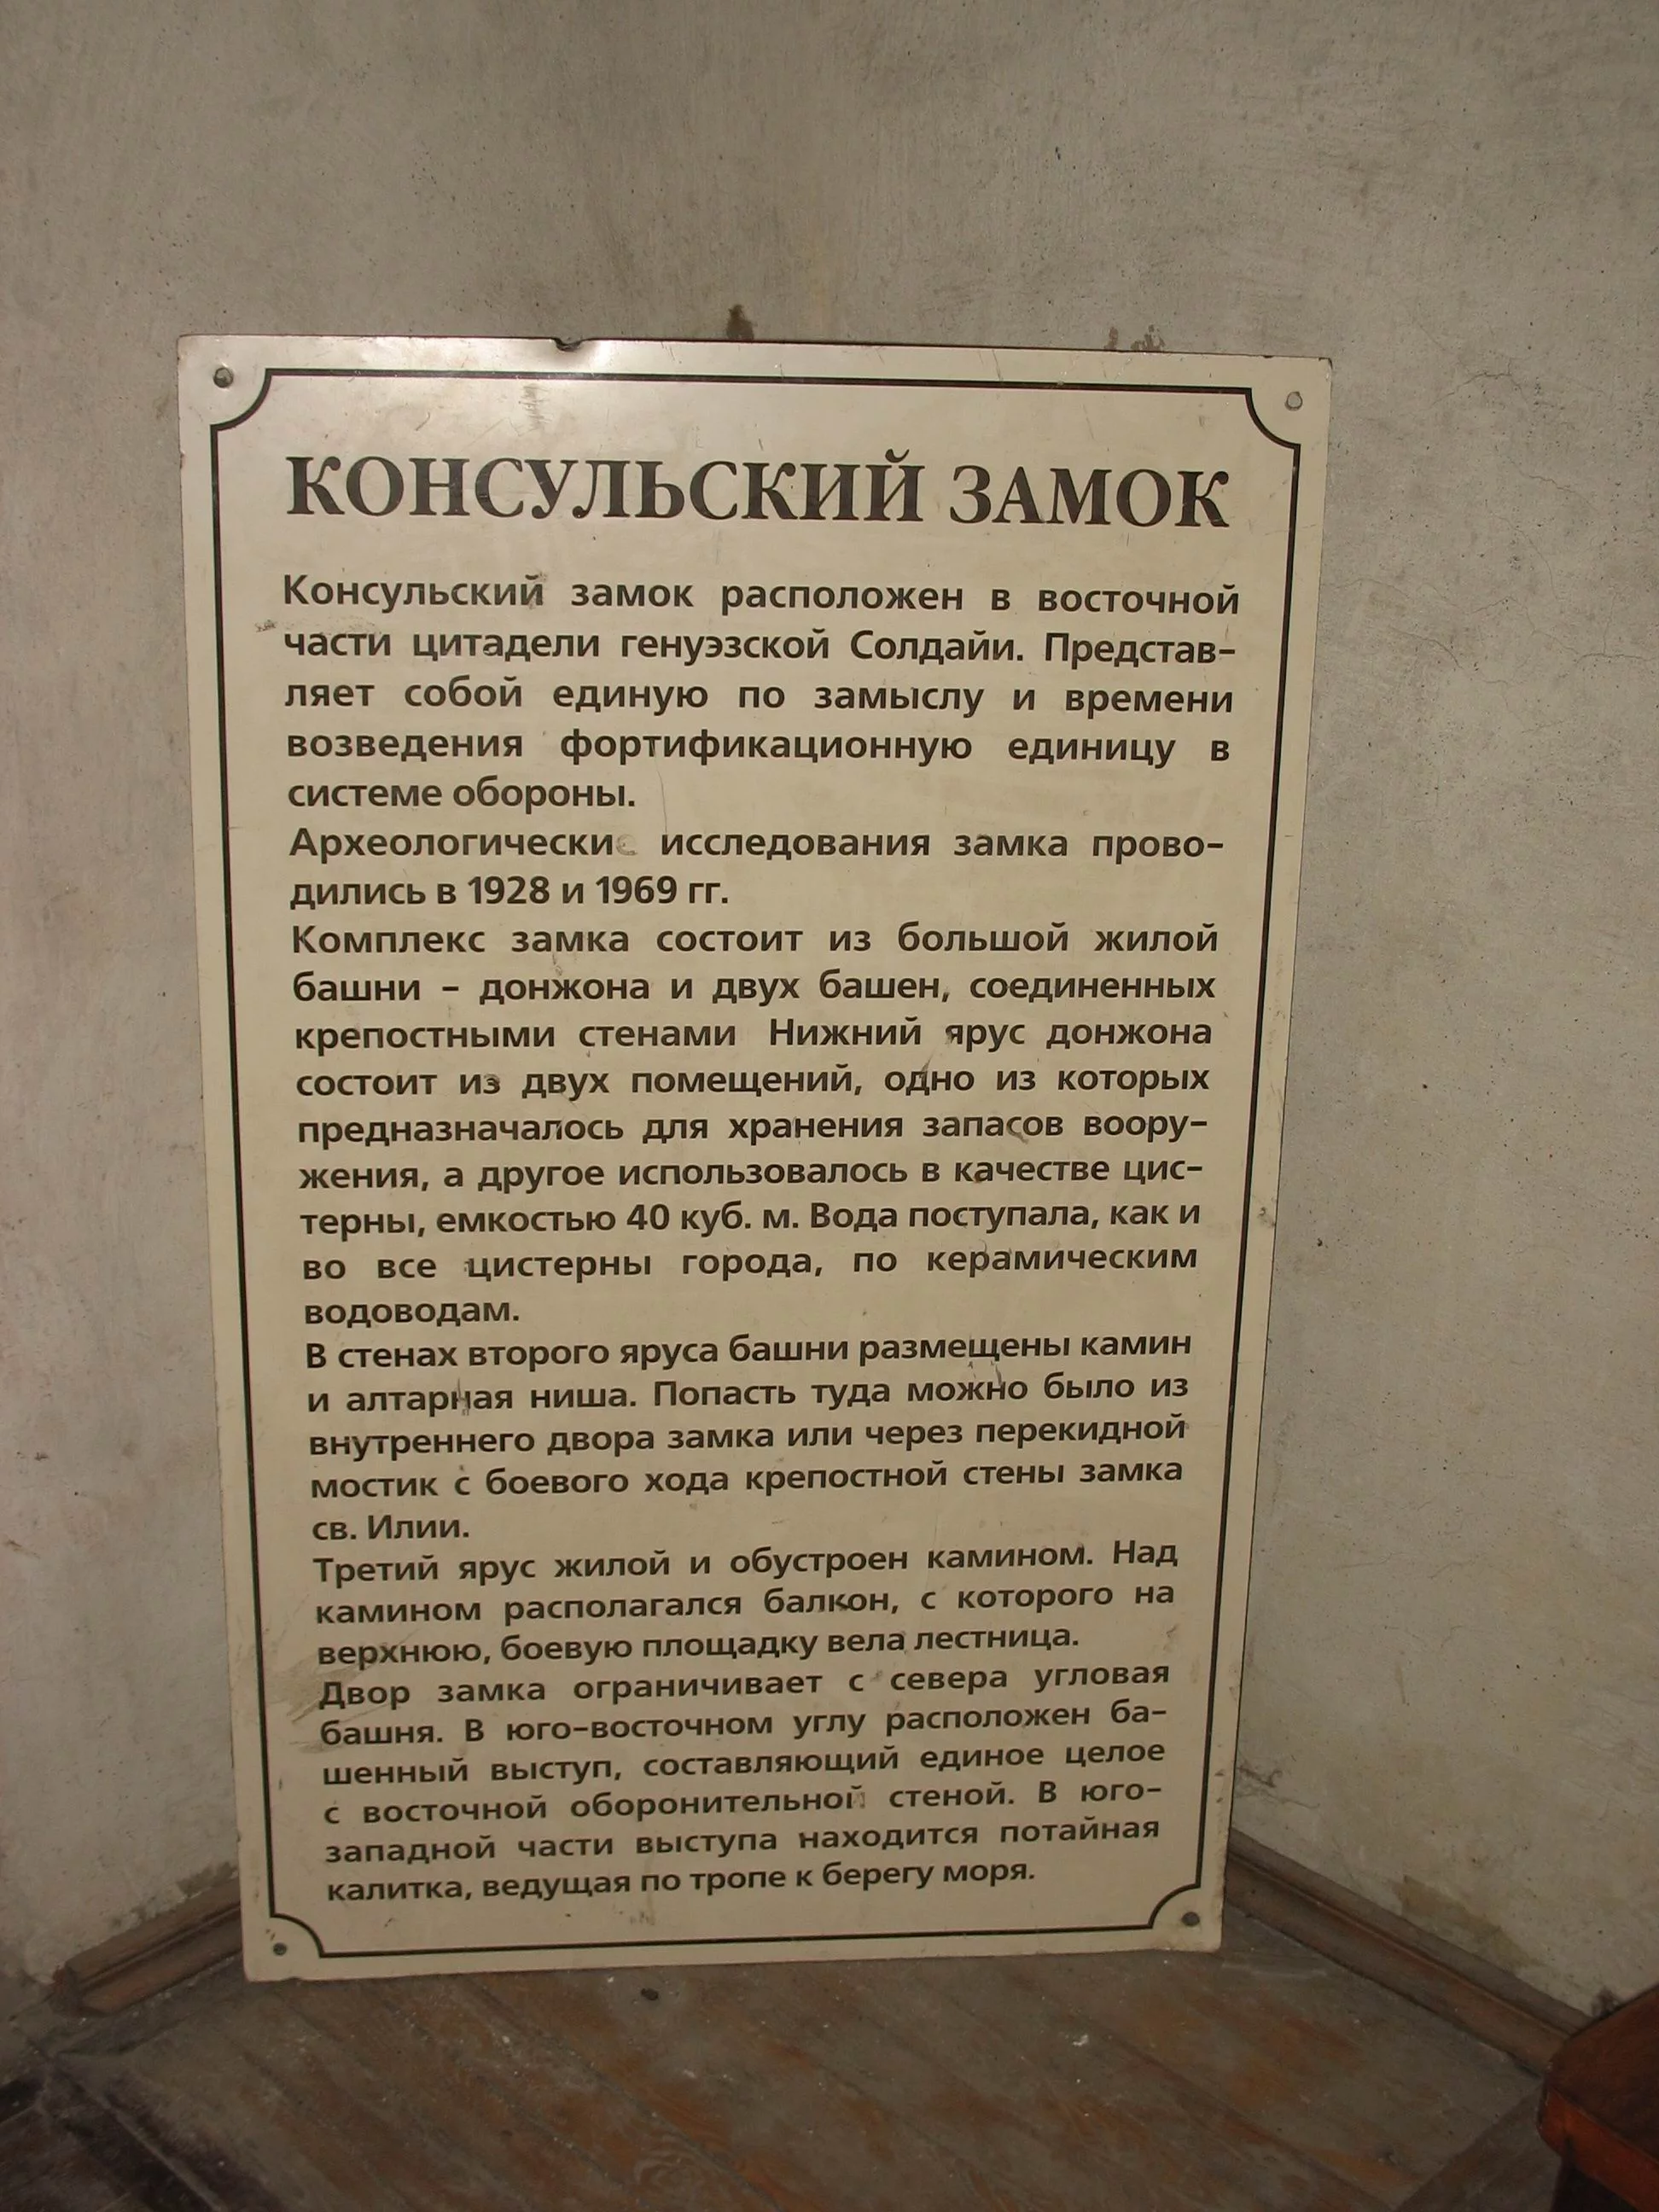 КОНСУЛЬСКИЙ ЗАМОК
Консульский замок расположен в восточной
части цитадели генуэзской Солдайи. Представ-
ляет собой единую по замыслу и времени
возведения фортификационную единицу в
системе обороны.
Археологические исследования замка прово-
дились в 1928 и 1969 гг.
Комплекс замка состоит из большой жилой
башни - донжона и двух башен, соединенных
крепостными стенами Нижний ярус донжона
состоит из двух помещений, одно из которых
предназначалось для хранения запасов воору-
жения, а другое использовалось в качестве цис-
терны, емкостью 40 куб. м. Вода поступала, как и
во все цистерны города, по керамическим
водоводам.
В стенах второго яруса башни размещены камин
и алтарная ниша. Попасть туда можно было из
внутреннего двора замка или через перекидной
мостик с боевого хода крепостной стены замка
св. Илии.
Третий ярус жилой и обустроен камином. Над
камином располагался балкон, с которого на
верхнюю, боевую площадку вела лестница.
Двор замка ограничивает с севера угловая
башня. В юго-восточном углу расположен ба-
шенный выступ, составляющий единое целое
с восточной оборонительной стеной. В юго-
западной части выступа находится потайная
калитка, ведущая по тропе к берегу моря.